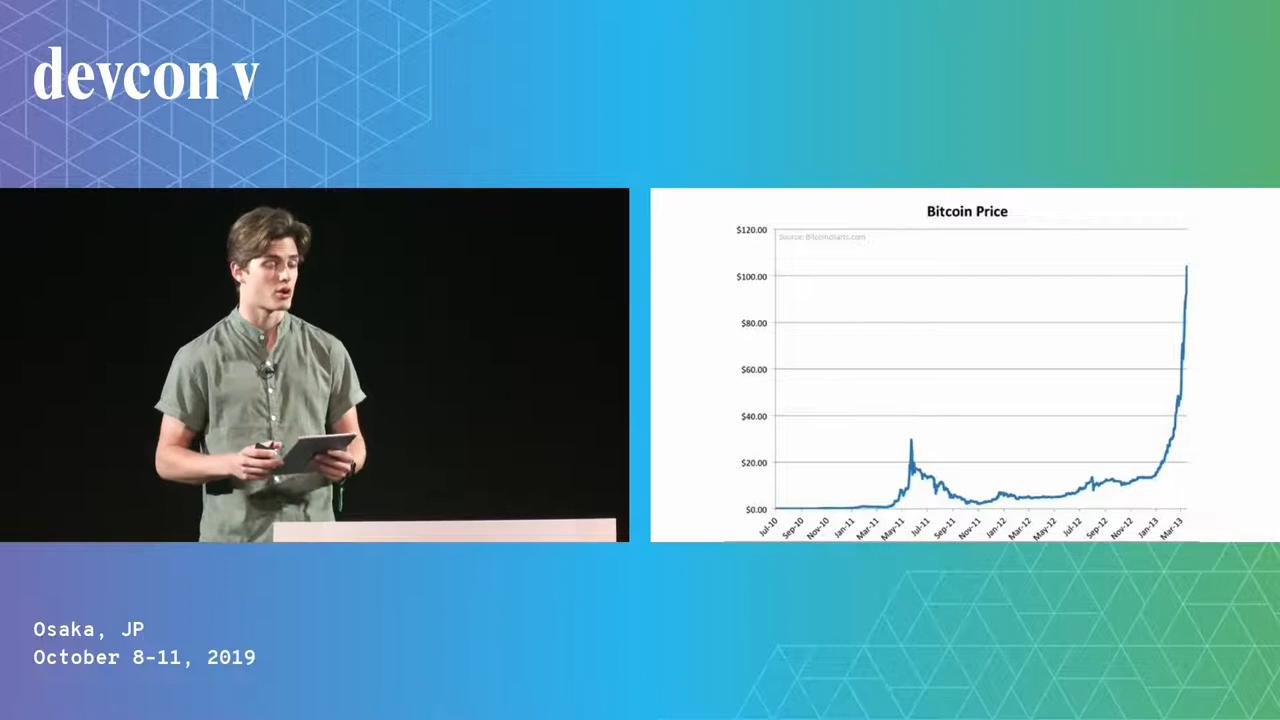 devcon v
Bitcoin Price
$120.00
Source: Bitcoincharts.com
$100.00
$80.00
$60.00
$40.00
$20.00
$0.00
Jul-10 Sep-10 Nov-10 Jan-11 Mar-11 May-11 Jul-11 Sep-11 Nov-11 Jan-12 Mar-12 May-12 Jul-12 Sep-12 Nov-12 Jan-13 Mar-13
Osaka, JP
October 8-11, 2019